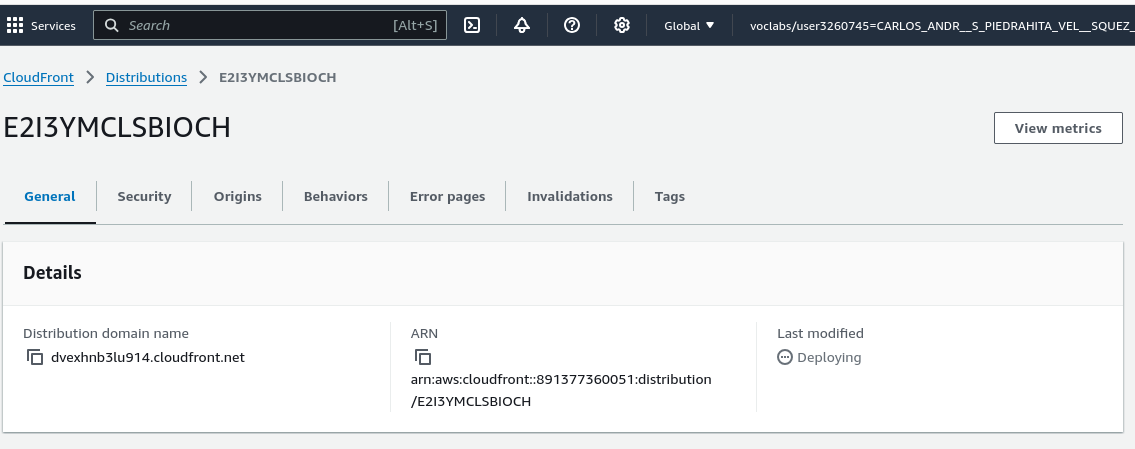 Services Search [Alt+S] Global voclabs/user3260745=CARLOS_ANDR__S_PIEDRAHITA_VEL__SQUEZ_
CloudFront Distributions E2I3YMCLSBIOCH
E2I3YMCLSBIOCH
View metrics
General Security Origins Behaviors Error pages Invalidations Tags
Details
Distribution domain name
dvexhnb3lu914.cloudfront.net
ARN
arn:aws:cloudfront::891377360051:distribution
/E2I3YMCLSBIOCH
Last modified
Deploying